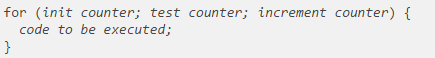 for (init counter; test counter; increment counter) {
  code to be executed;
}